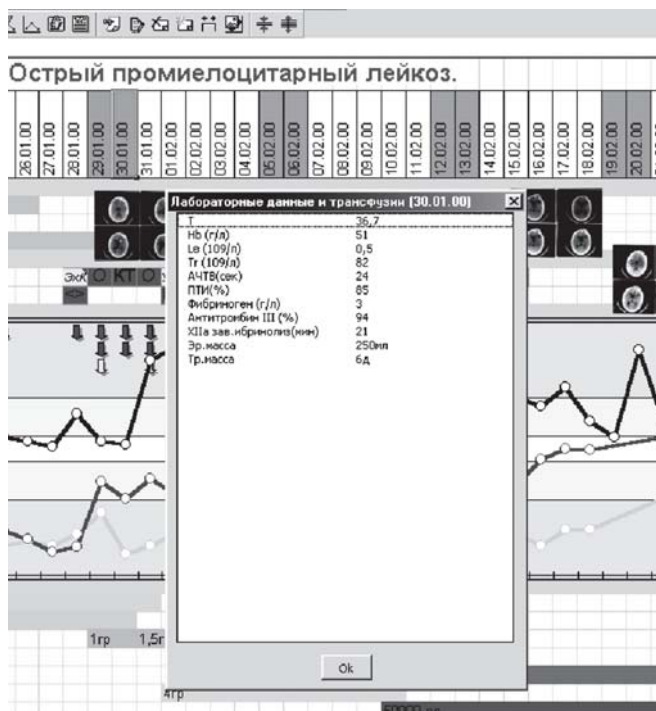 Острый промиелоцитарный лейкоз.
26.01.00 27.01.00 28.01.00 29.01.00 30.01.00 31.01.00 01.02.00 02.02.00 03.02.00 04.02.00 05.02.00 06.02.00 07.02.00 08.02.00 09.02.00 10.02.00 11.02.00 12.02.00 13.02.00 14.02.00 15.02.00 16.02.00 17.02.00 18.02.00 19.02.00 20.02.00
Лабораторные данные и трансфузии (30.01.00)
T 36,7
Hb (г/л) 51
Le (109/л) 0,5
Tr (109/л) 82
АЧТВ(сек) 24
ПТИ(%) 85
Фибриноген (г/л) 3
Антитромбин III (%) 94
XIIa зав.ибринолиз(мин) 21
Эр.масса 250мл
Тр.масса 6д
ЭхК КТ
1гр 1,5г
Ok
4гр